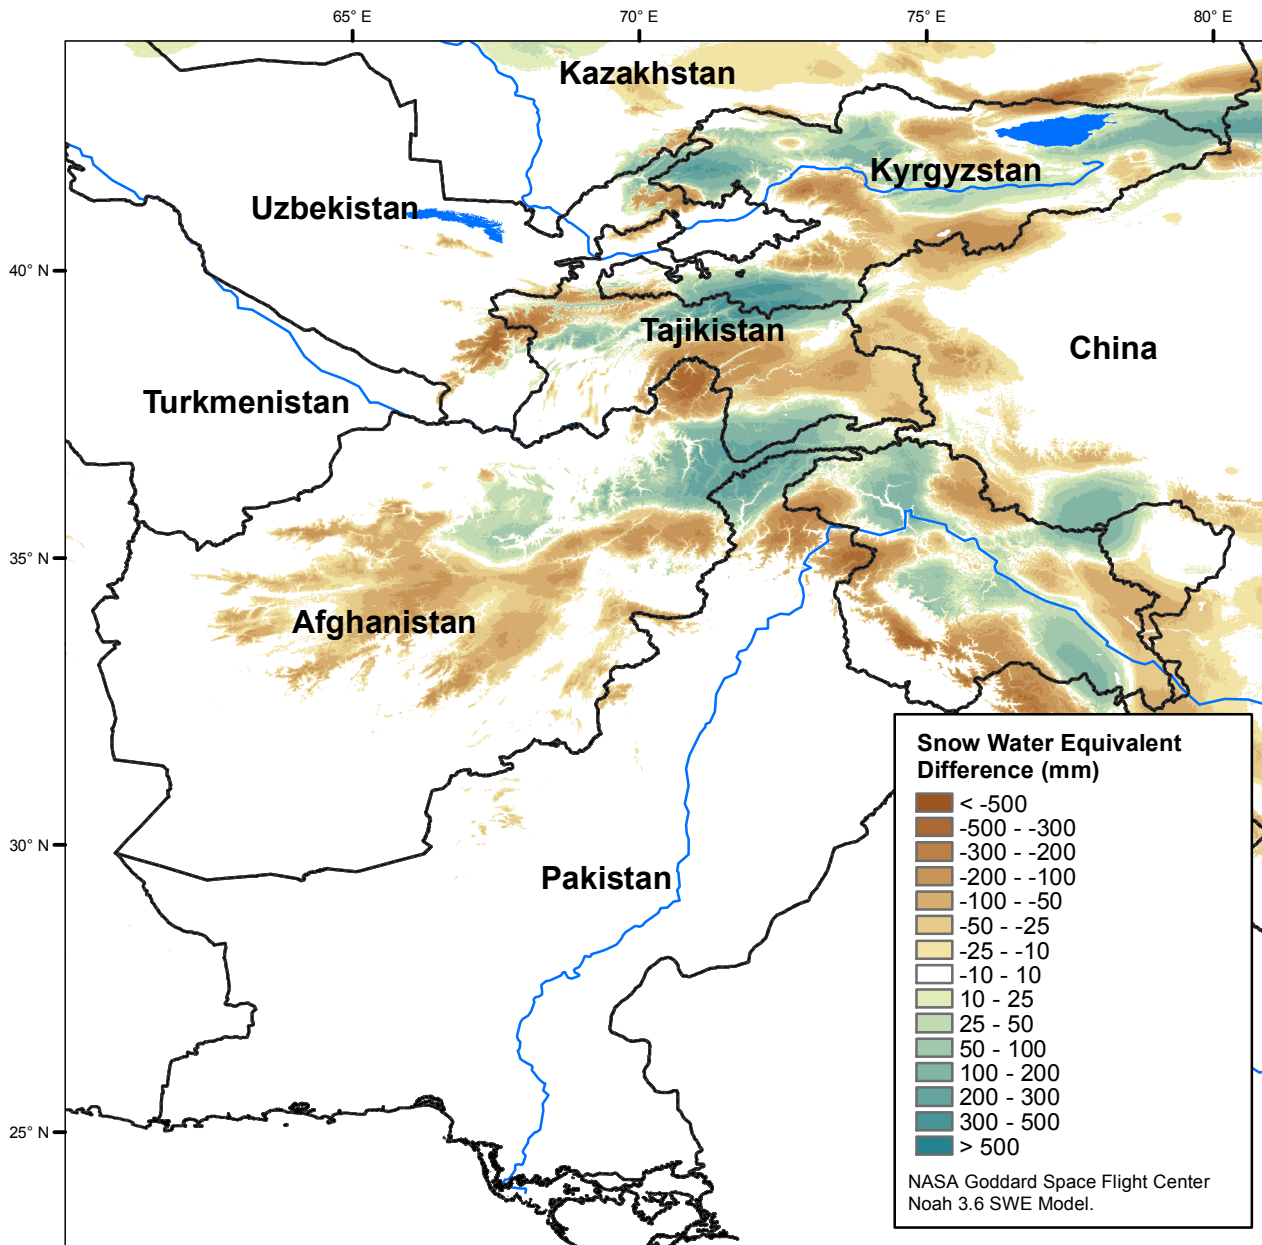 65° E 70° E 75° E 80° E
Kazakhstan
Kyrgyzstan
Uzbekistan
40° N
Tajikistan
China
Turkmenistan
35° N
Afghanistan
Snow Water Equivalent
Difference (mm)
< -500
-500 - -300
-300 - -200
-200 - -100
-100 - -50
-50 - -25
-25 - -10
-10 - 10
10 - 25
25 - 50
50 - 100
100 - 200
200 - 300
300 - 500
> 500
NASA Goddard Space Flight Center
Noah 3.6 SWE Model.
30° N
Pakistan
25° N